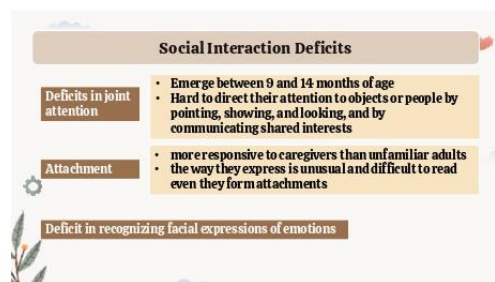 Social Interaction Deficits
Deficits in joint
attention
• Emerge between 9 and 14 months of age
• Hard to direct their attention to objects or people by
pointing, showing, and looking, and by
communicating shared interests
Attachment
• more responsive to caregivers than unfamiliar adults
• the way they express is unusual and difficult to read
even they form attachments
Deficit in recognizing facial expressions of emotions